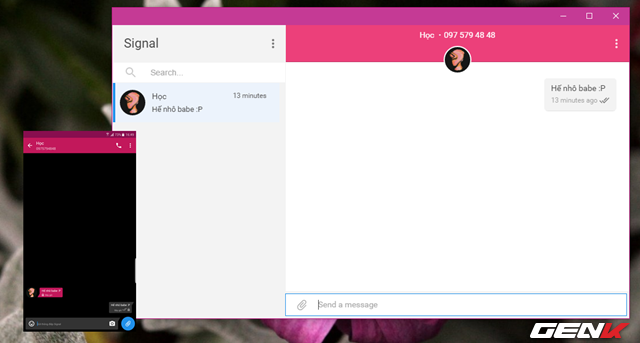 Signal
Học · 097 579 48 48
Search...
Học
13 minutes
Hế nhô babe :P
Hế nhô babe :P
13 minutes ago
Send a message
Học
0975794848
Hế nhô babe :P
GENK